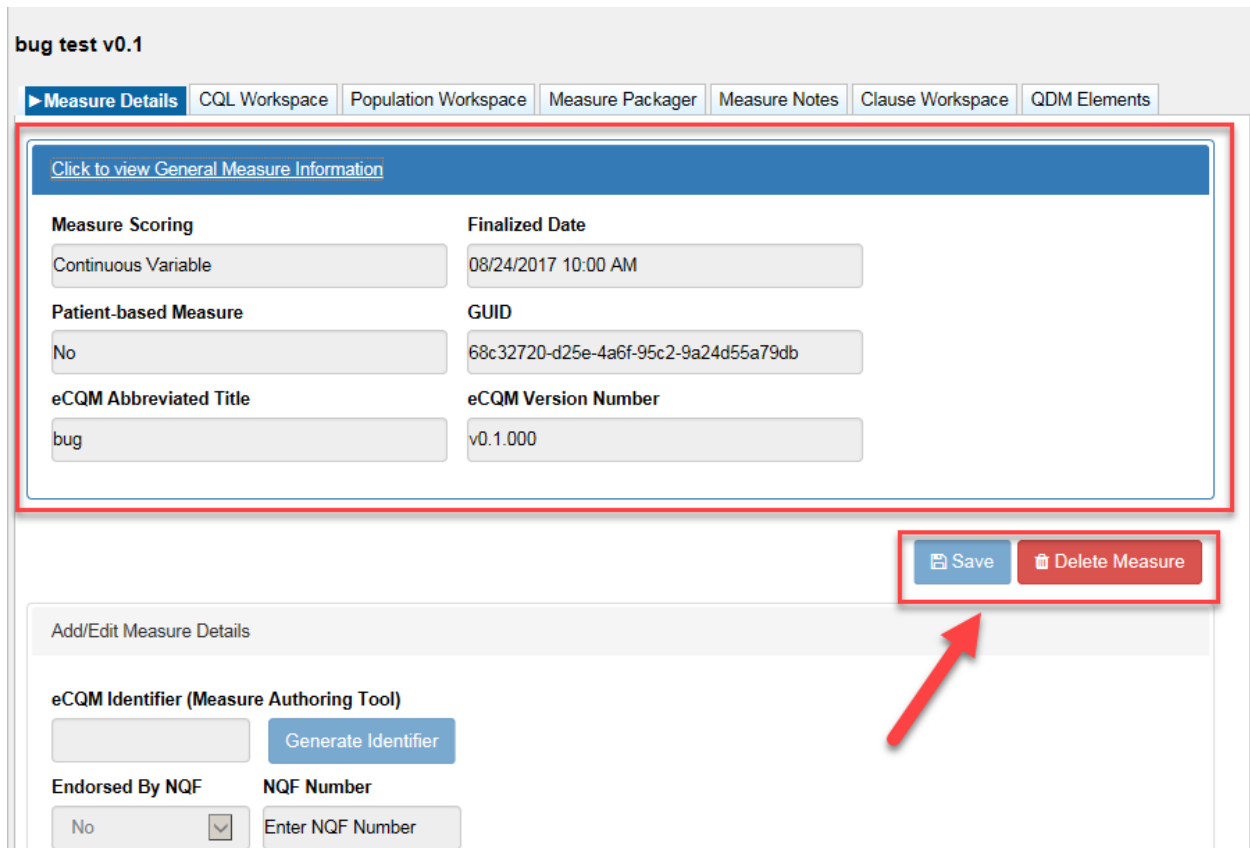 bug test v0.1
►Measure Details CQL Workspace Population Workspace Measure Packager Measure Notes Clause Workspace QDM Elements
Click to view General Measure Information
Measure Scoring Finalized Date
Continuous Variable 08/24/2017 10:00 AM
Patient-based Measure GUID
No 68c32720-d25e-4a6f-95c2-9a24d55a79db
eCQM Abbreviated Title eCQM Version Number
bug v0.1.000
Save Delete Measure
Add/Edit Measure Details
eCQM Identifier (Measure Authoring Tool)
Generate Identifier
Endorsed By NQF NQF Number
No Enter NQF Number